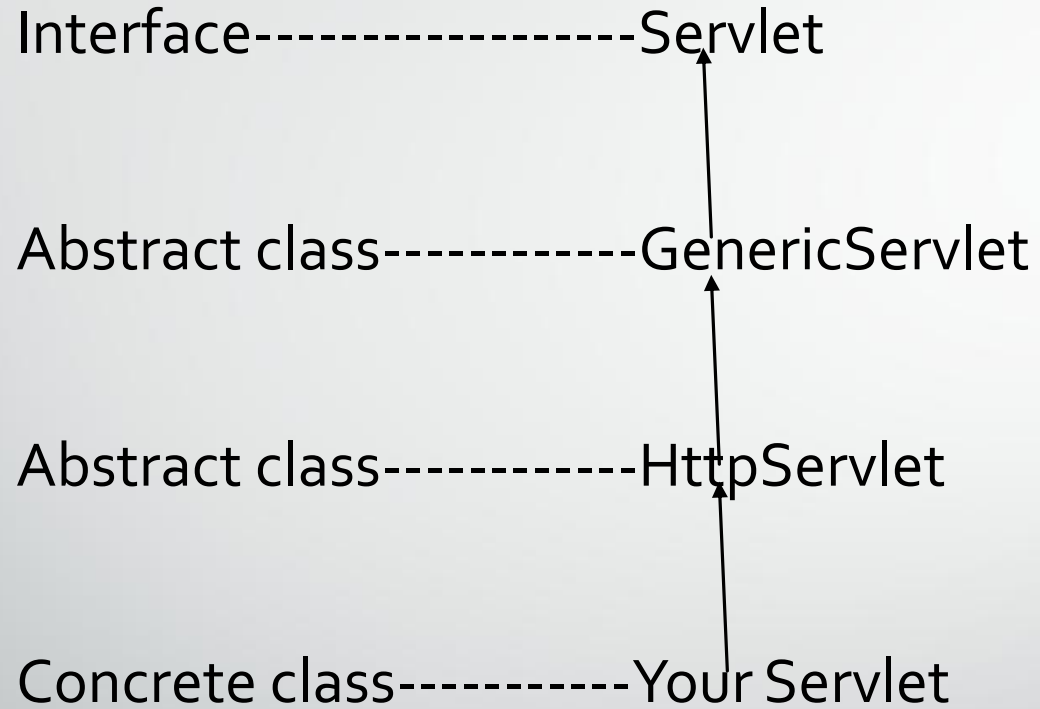 Interface------------------Servlet
Abstract class------------GenericServlet
Abstract class------------HttpServlet
Concrete class-----------Your Servlet